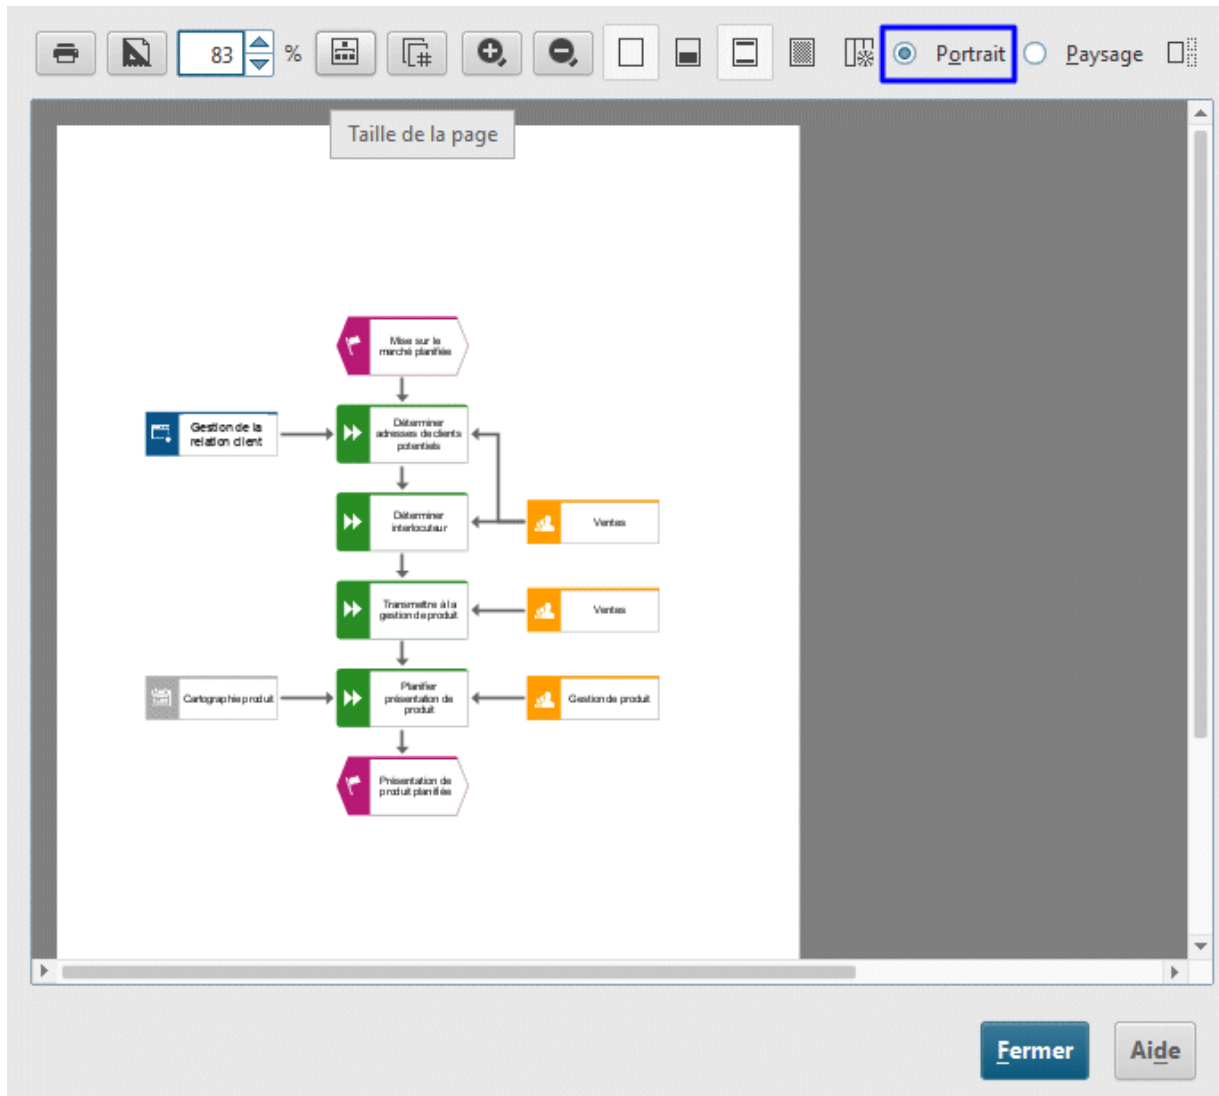 83 %
Portrait
Paysage
Taille de la page
Mise sur le
marché planifiée
Gestion de la
relation client
Déterminer
adresses de clients
potentiels
Déterminer
interlocuteur
Ventes
Transmettre à la
gestion de produit
Ventes
Cartographie produit
Planifier
présentation de
produit
Gestion de produit
Présentation de
produit planifiée
Fermer
Aide